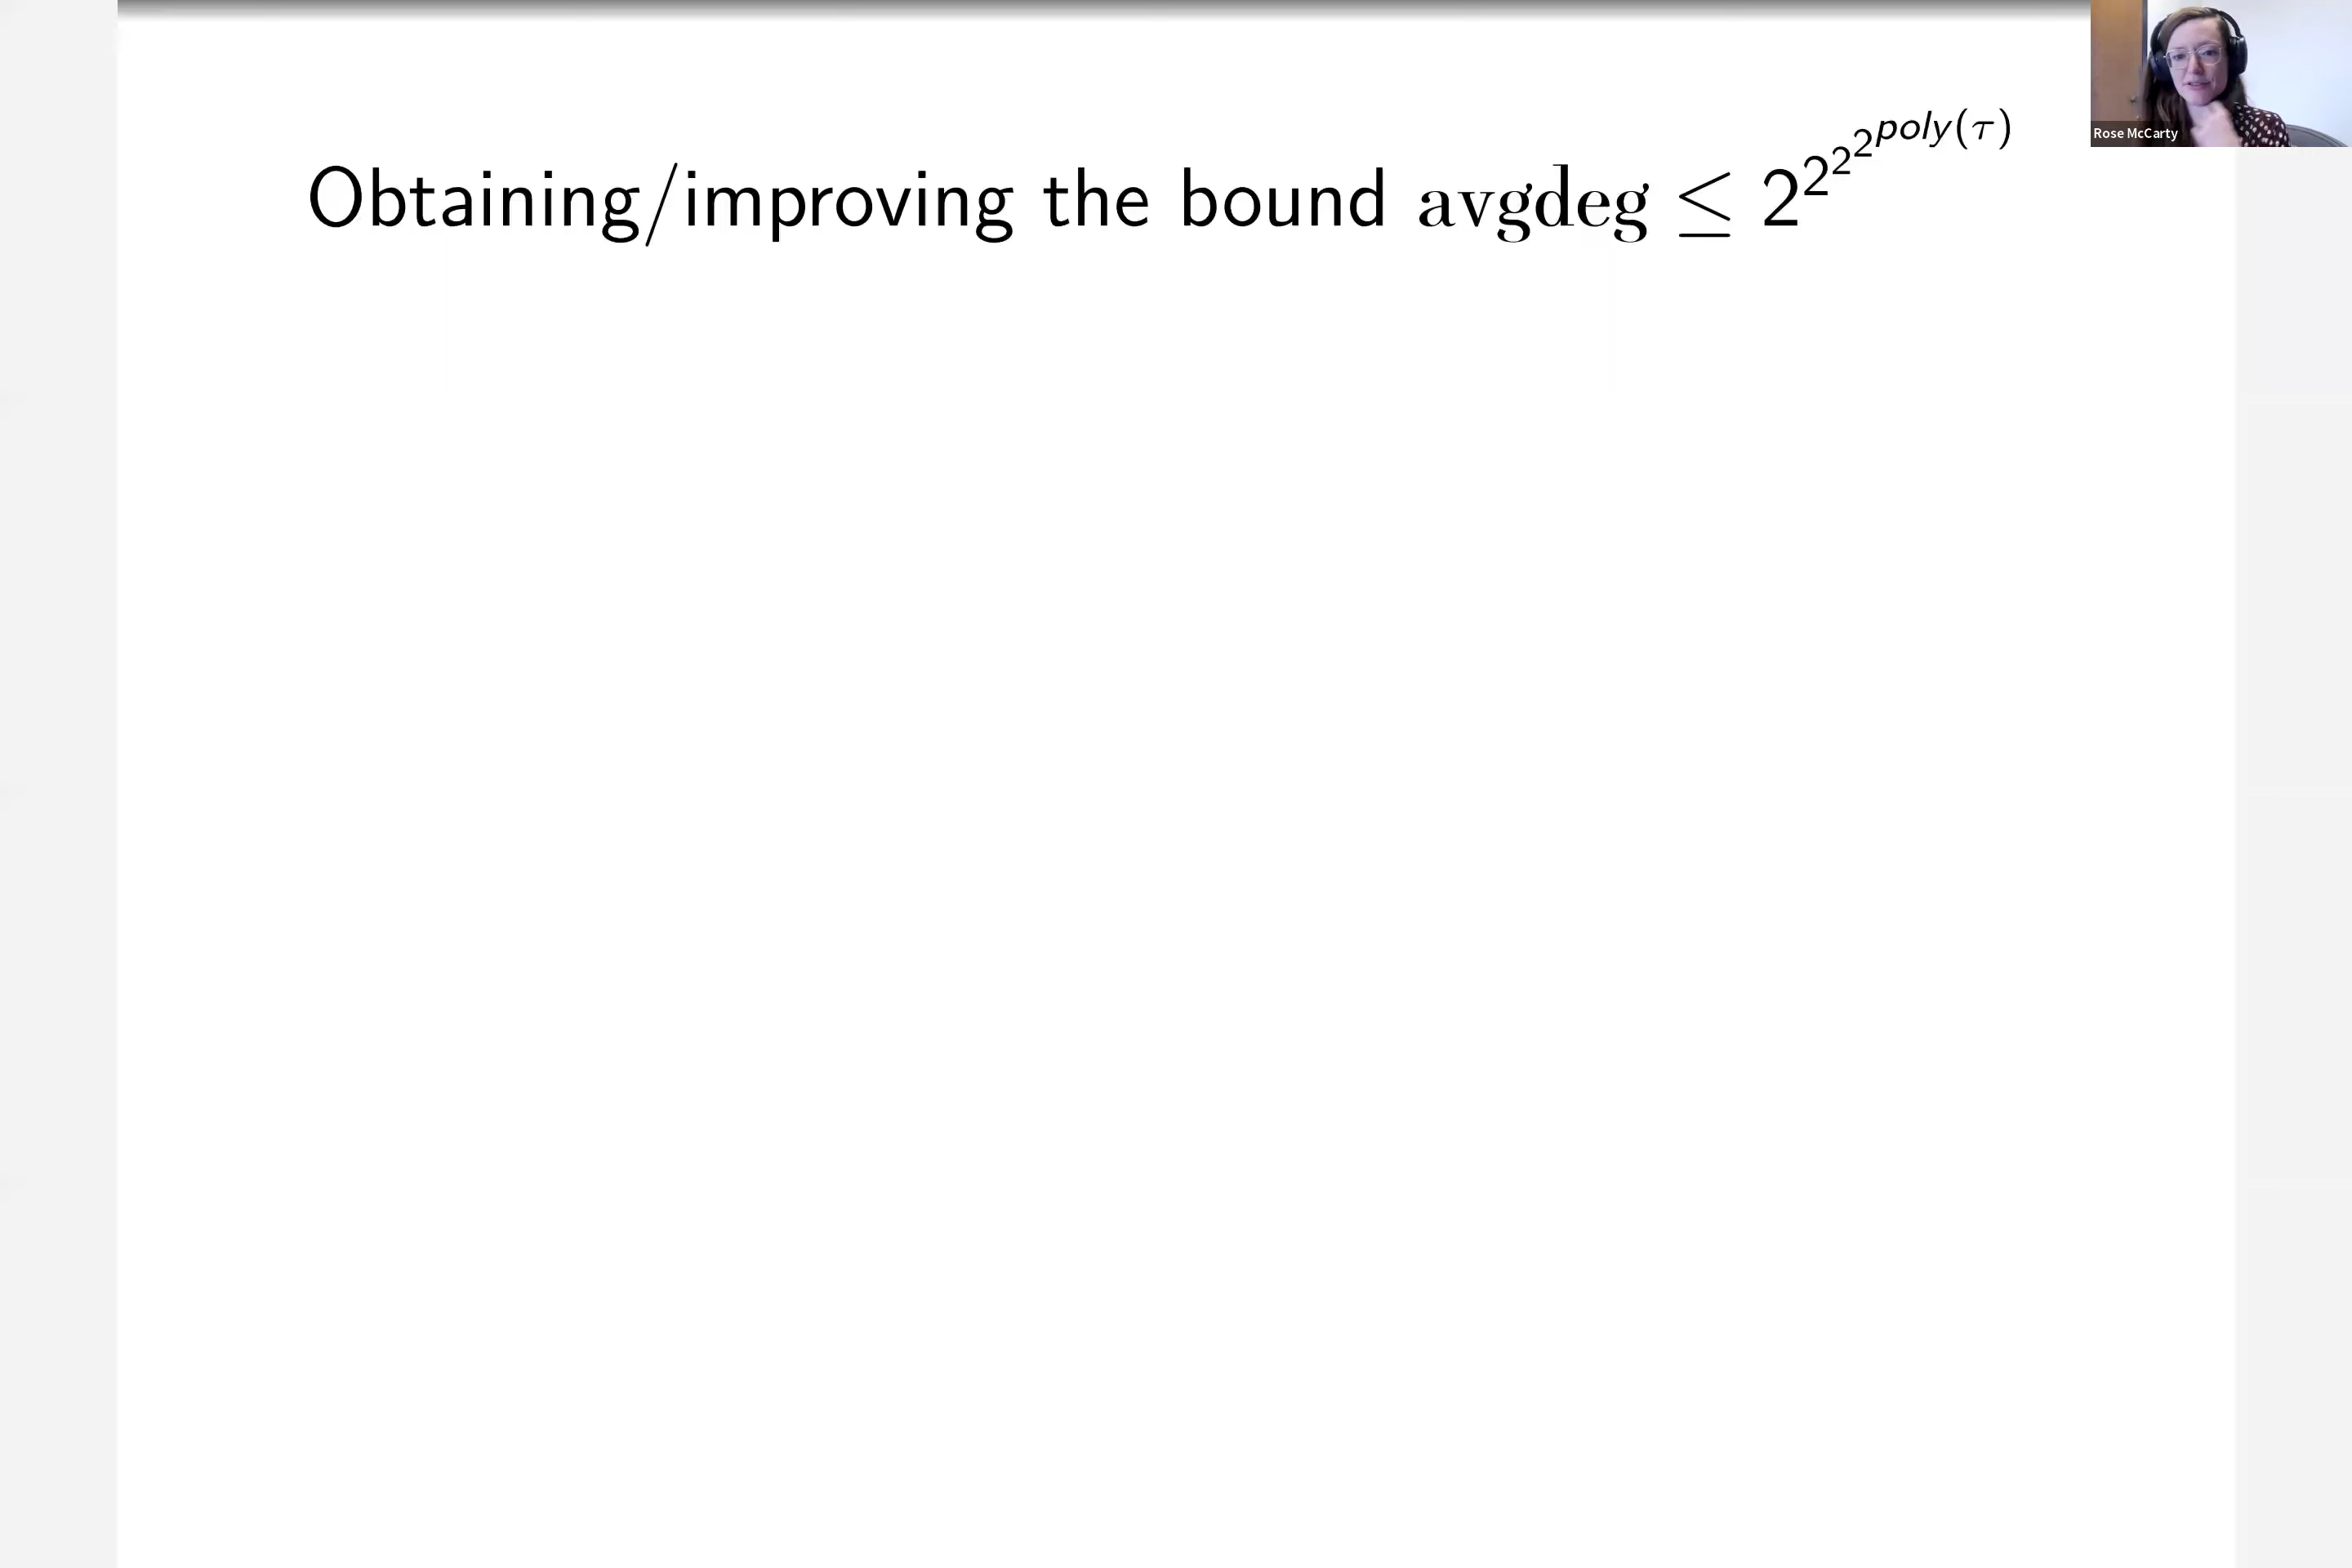 Obtaining/improving the bound avgdeg ≤ 2^{2^{2^{2^{poly(τ)}}}}
Rose McCarty